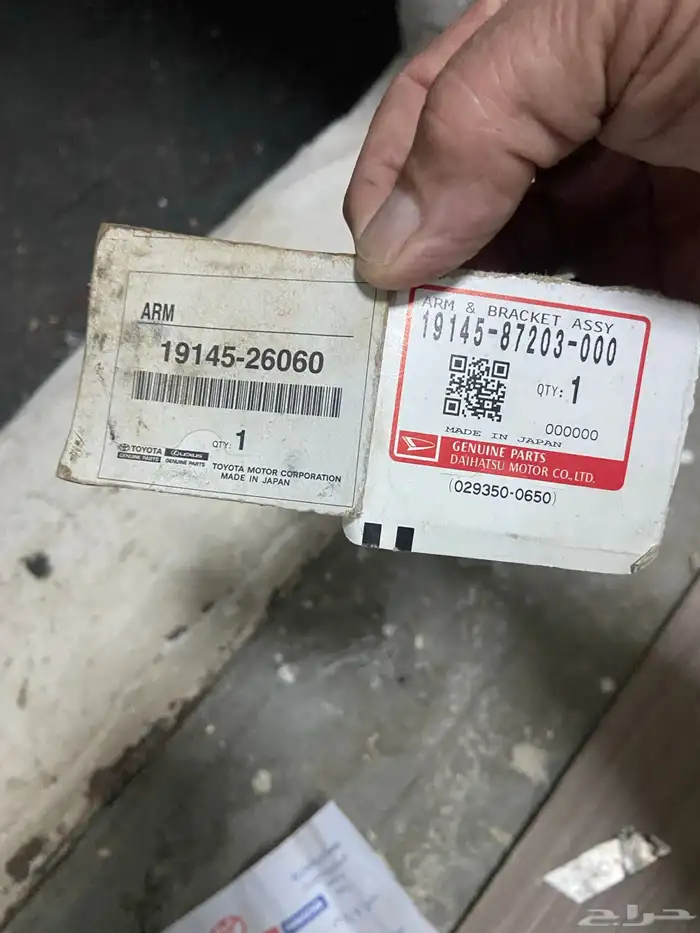 ARM
19145-26060
QTY: 1
TOYOTA LEXUS
GENUINE PARTS GENUINE PARTS
TOYOTA MOTOR CORPORATION
MADE IN JAPAN
ARM & BRACKET ASSY
19145-87203-000
QTY: 1
000000
MADE IN JAPAN
GENUINE PARTS
DAIHATSU MOTOR CO.,LTD.
(029350-0650)
حراج